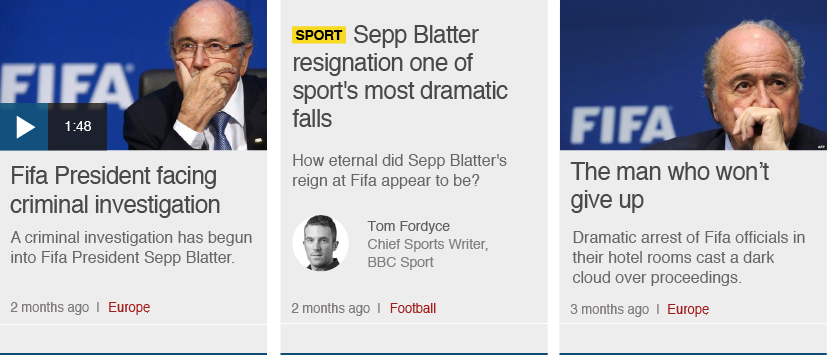 FIFA
1:48
Fifa President facing
criminal investigation
A criminal investigation has begun
into Fifa President Sepp Blatter.
2 months ago | Europe
SPORT Sepp Blatter
resignation one of
sport's most dramatic
falls
How eternal did Sepp Blatter's
reign at Fifa appear to be?
Tom Fordyce
Chief Sports Writer,
BBC Sport
2 months ago | Football
FIFA
AFP
The man who won’t
give up
Dramatic arrest of Fifa officials in
their hotel rooms cast a dark
cloud over proceedings.
3 months ago | Europe